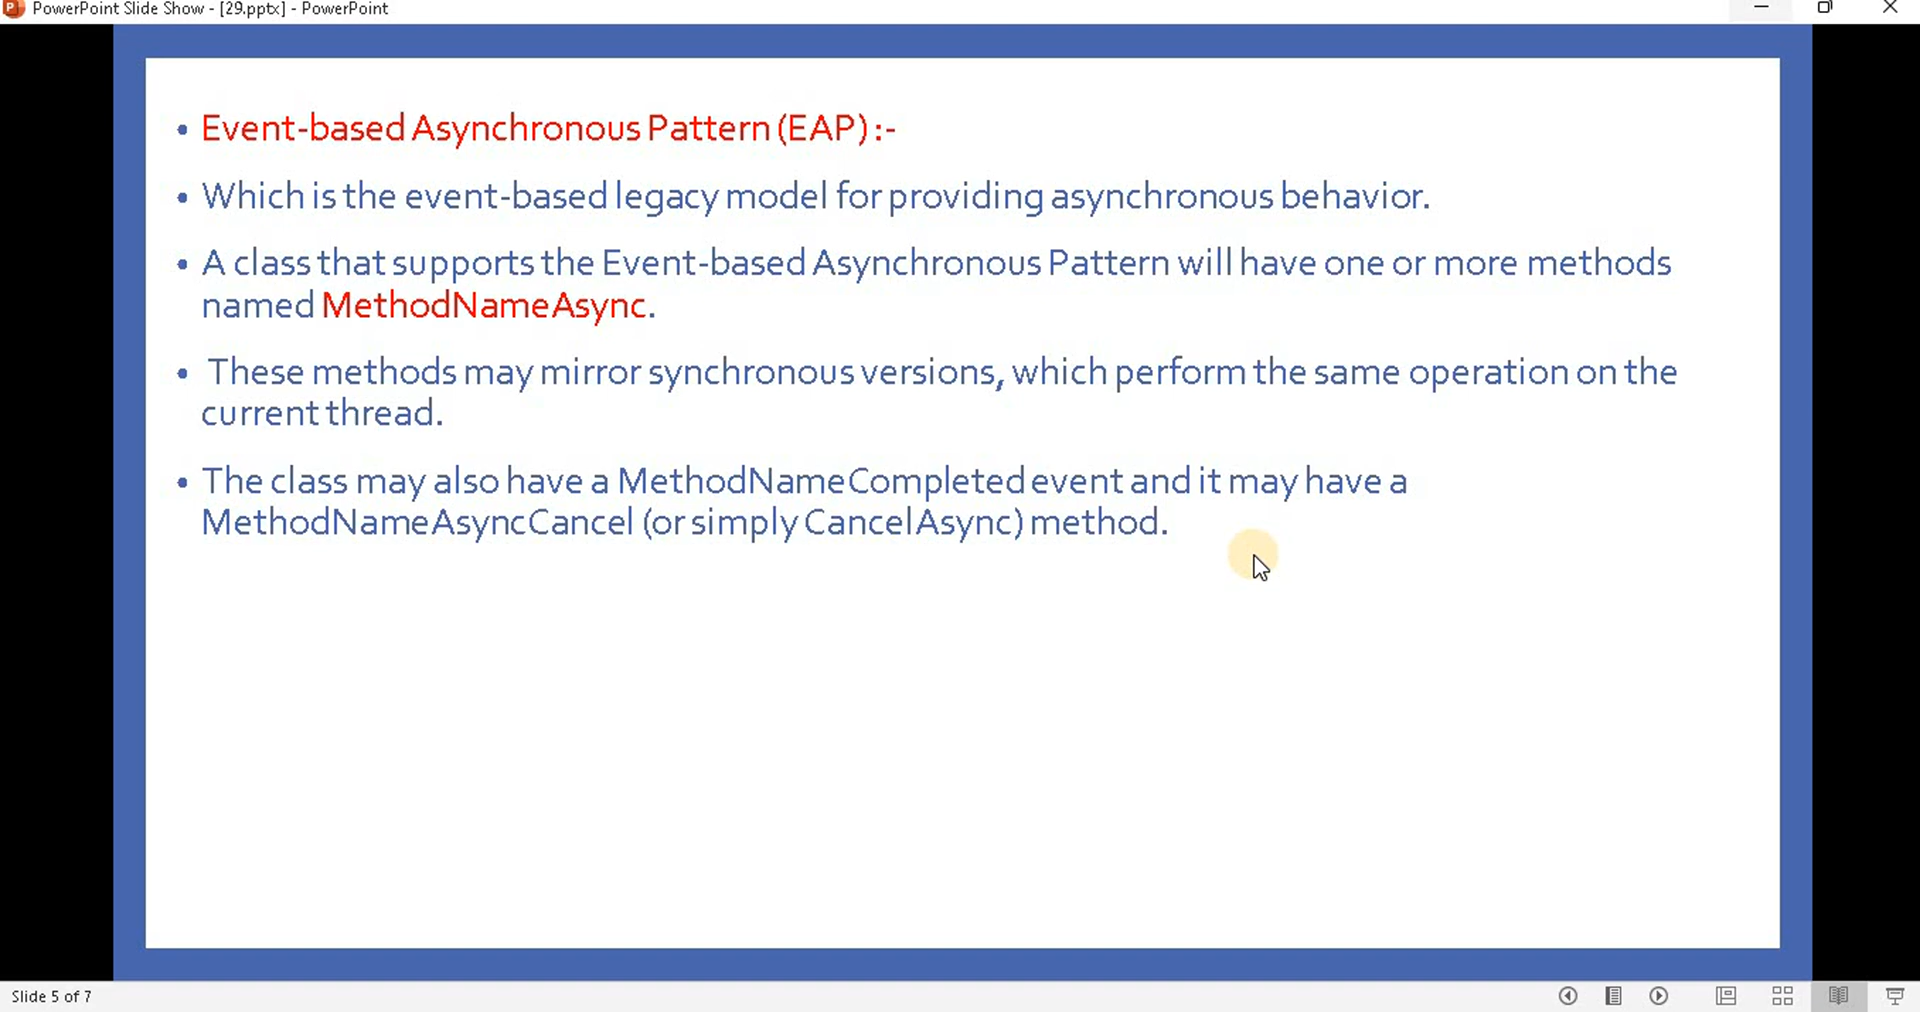 PowerPoint Slide Show - [29.pptx] - PowerPoint
• Event-based Asynchronous Pattern (EAP) :-
• Which is the event-based legacy model for providing asynchronous behavior.
• A class that supports the Event-based Asynchronous Pattern will have one or more methods
named MethodNameAsync.
• These methods may mirror synchronous versions, which perform the same operation on the
current thread.
• The class may also have a MethodNameCompleted event and it may have a
MethodNameAsyncCancel (or simply CancelAsync) method.
Slide 5 of 7